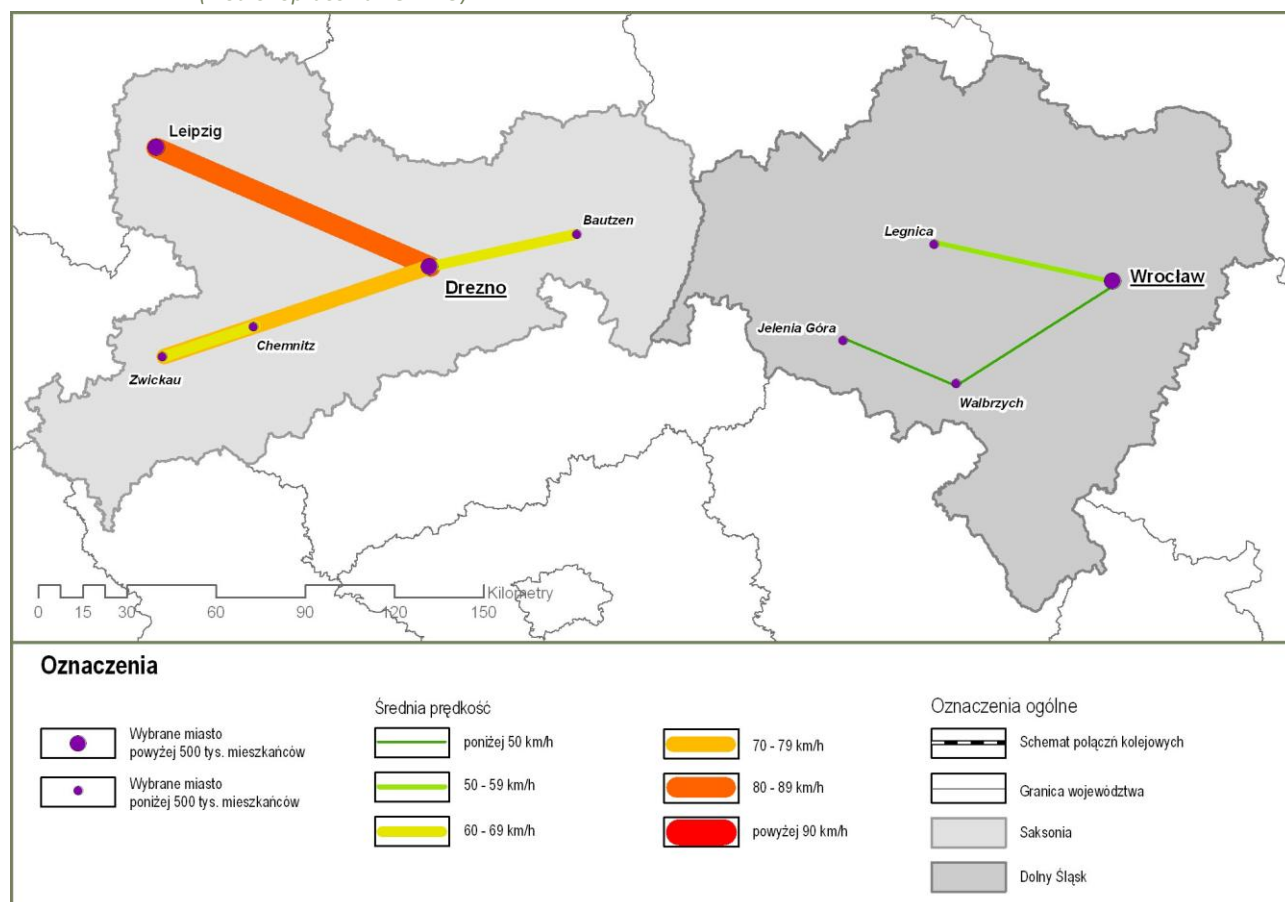 Leipzig
Bautzen
Drezno
Chemnitz
Zwickau
Legnica
Wrocław
Jelenia Góra
Walbrzych
Kilometry
0 15 30 60 90 120 150
Oznaczenia
Wybrane miasto
powyżej 500 tys. mieszkańców
Wybrane miasto
poniżej 500 tys. mieszkańców
Średnia prędkość
poniżej 50 km/h
50 - 59 km/h
60 - 69 km/h
70 - 79 km/h
80 - 89 km/h
powyżej 90 km/h
Oznaczenia ogólne
Schemat połączń kolejowych
Granica województwa
Saksonia
Dolny Śląsk